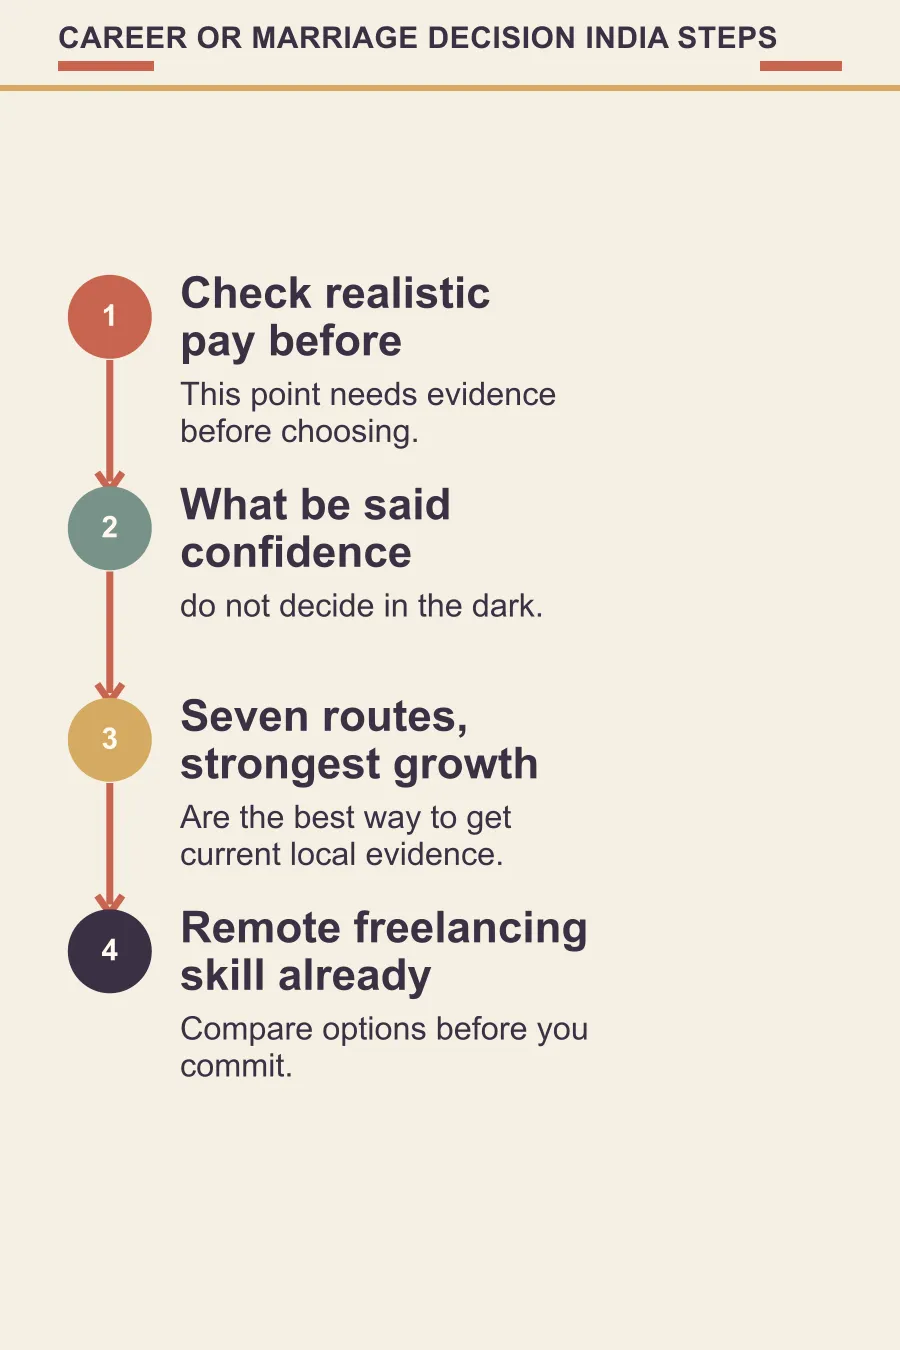 CAREER OR MARRIAGE DECISION INDIA STEPS
1
Check realistic
pay before
This point needs evidence
before choosing.
2
What be said
confidence
do not decide in the dark.
3
Seven routes,
strongest growth
Are the best way to get
current local evidence.
4
Remote freelancing
skill already
Compare options before you
commit.